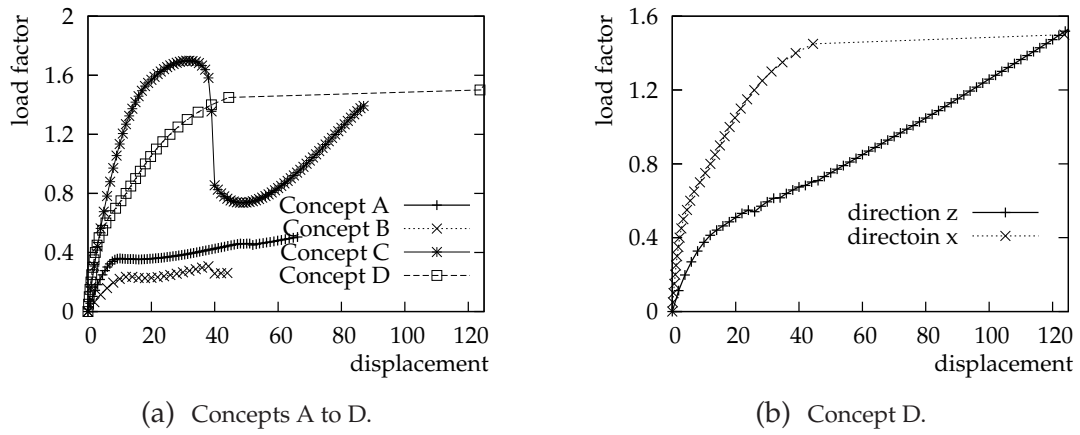 2
1.6
1.2
0.8
0.4
0
load factor
Concept A
Concept B
Concept C
Concept D
0 20 40 60 80 100 120
displacement
(a) Concepts A to D.
1.6
1.2
0.8
0.4
0
load factor
direction z
directoin x
0 20 40 60 80 100 120
displacement
(b) Concept D.